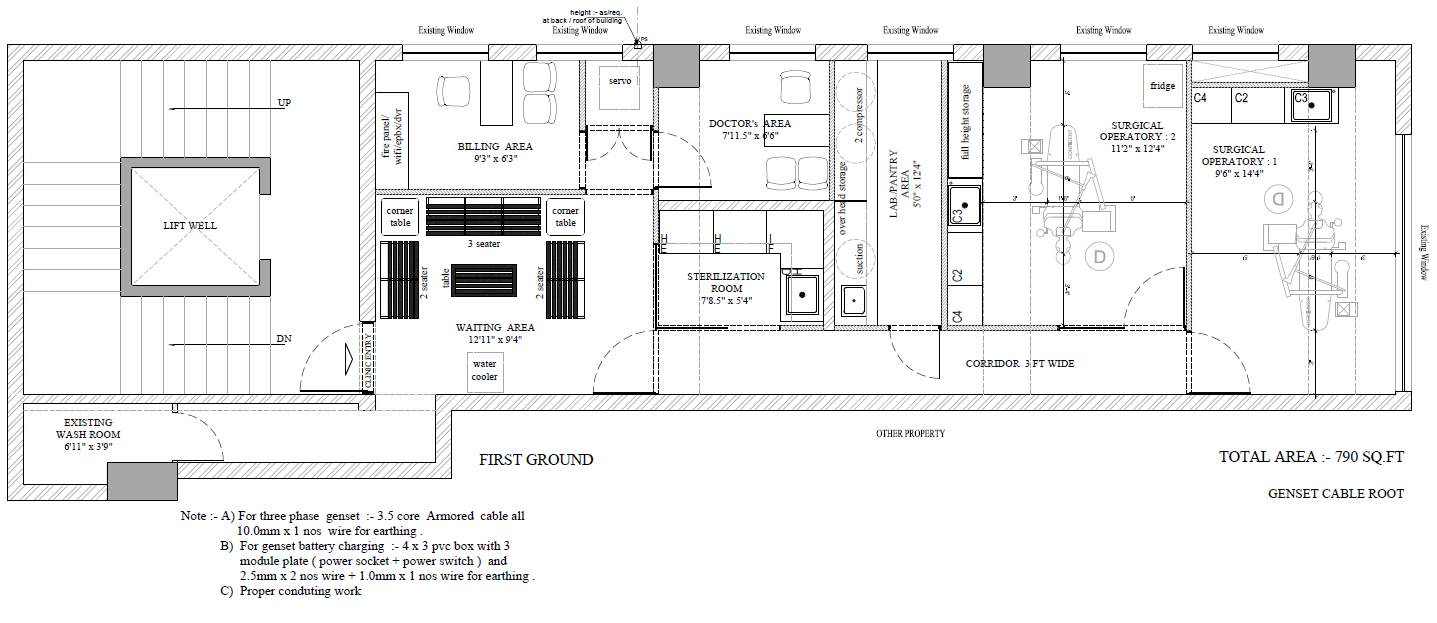 height :- as/req.
at back / roof of building
PS
Existing Window
Existing Window
Existing Window
Existing Window
Existing Window
Existing Window
UP
LIFT WELL
DN
CLINIC ENTRY
EXISTING
WASH ROOM
6'11" x 3'9"
fire panel/
wifi/epbx/dvr
BILLING AREA
9'3" x 6'3"
servo
corner
table
3 seater
corner
table
2 seater
table
2 seater
WAITING AREA
12'11" x 9'4"
water
cooler
DOCTOR's AREA
7'11.5" x 6'6"
STERILIZATION
ROOM
7'8.5" x 5'4"
2 compressor
over head storage
suction
LAB./PANTRY
AREA
5'0" x 12'4"
full height storage
C3
C2
C4
fridge
SURGICAL
OPERATORY : 2
11'2" x 12'4"
D
C4
C2
C3
SURGICAL
OPERATORY : 1
9'6" x 14'4"
D
Existing Window
CORRIDOR 3 FT WIDE
OTHER PROPERTY
FIRST GROUND
TOTAL AREA :- 790 SQ.FT
GENSET CABLE ROOT
Note :- A) For three phase genset :- 3.5 core Armored cable all
10.0mm x 1 nos wire for earthing .
B) For genset battery charging :- 4 x 3 pvc box with 3
module plate ( power socket + power switch ) and
2.5mm x 2 nos wire + 1.0mm x 1 nos wire for earthing .
C) Proper conduting work